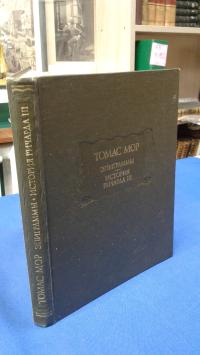 ТОМАС МОР
ЭПИГРАММЫ
ИСТОРИЯ
РИЧАРДА III
ТОМАС МОР ЭПИГРАММЫ • ИСТОРИЯ РИЧАРДА III